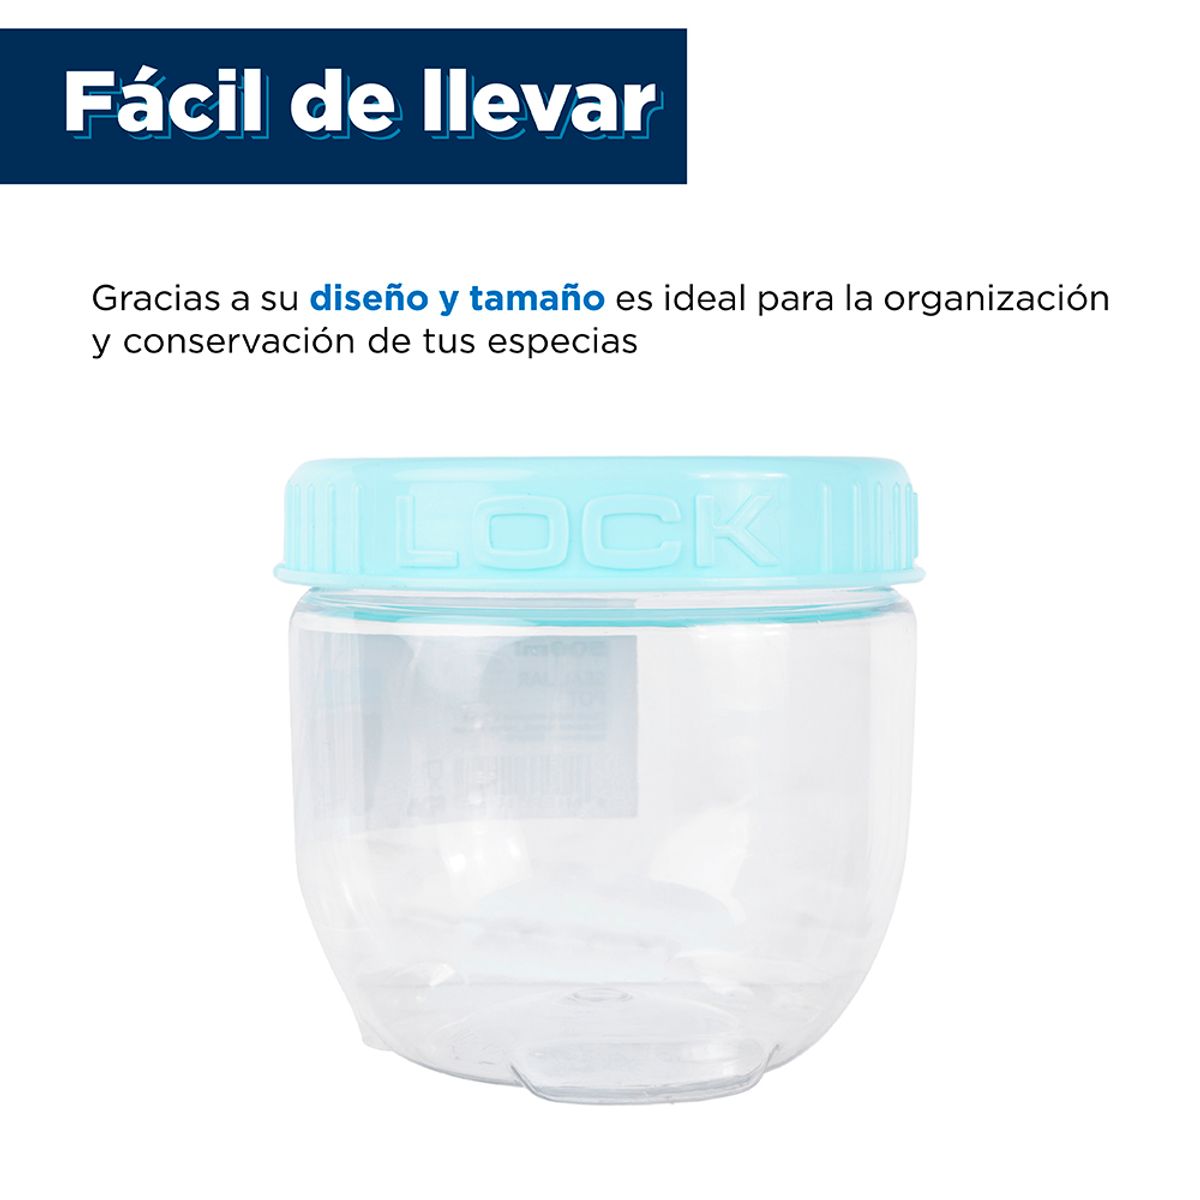 Fácil de llevar
Gracias a su diseño y tamaño es ideal para la organización
y conservación de tus especias
LOCK